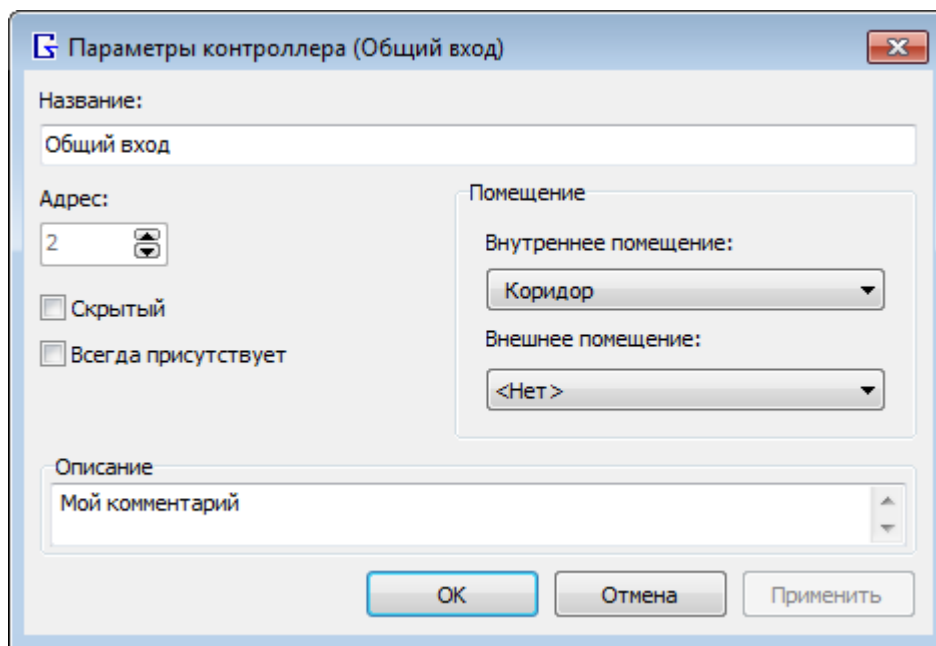 Параметры контроллера (Общий вход)
Название:
Общий вход
Адрес:
2
Скрытый
Всегда присутствует
Помещение
Внутреннее помещение:
Коридор
Внешнее помещение:
<Нет>
Описание
Мой комментарий
OK
Отмена
Применить